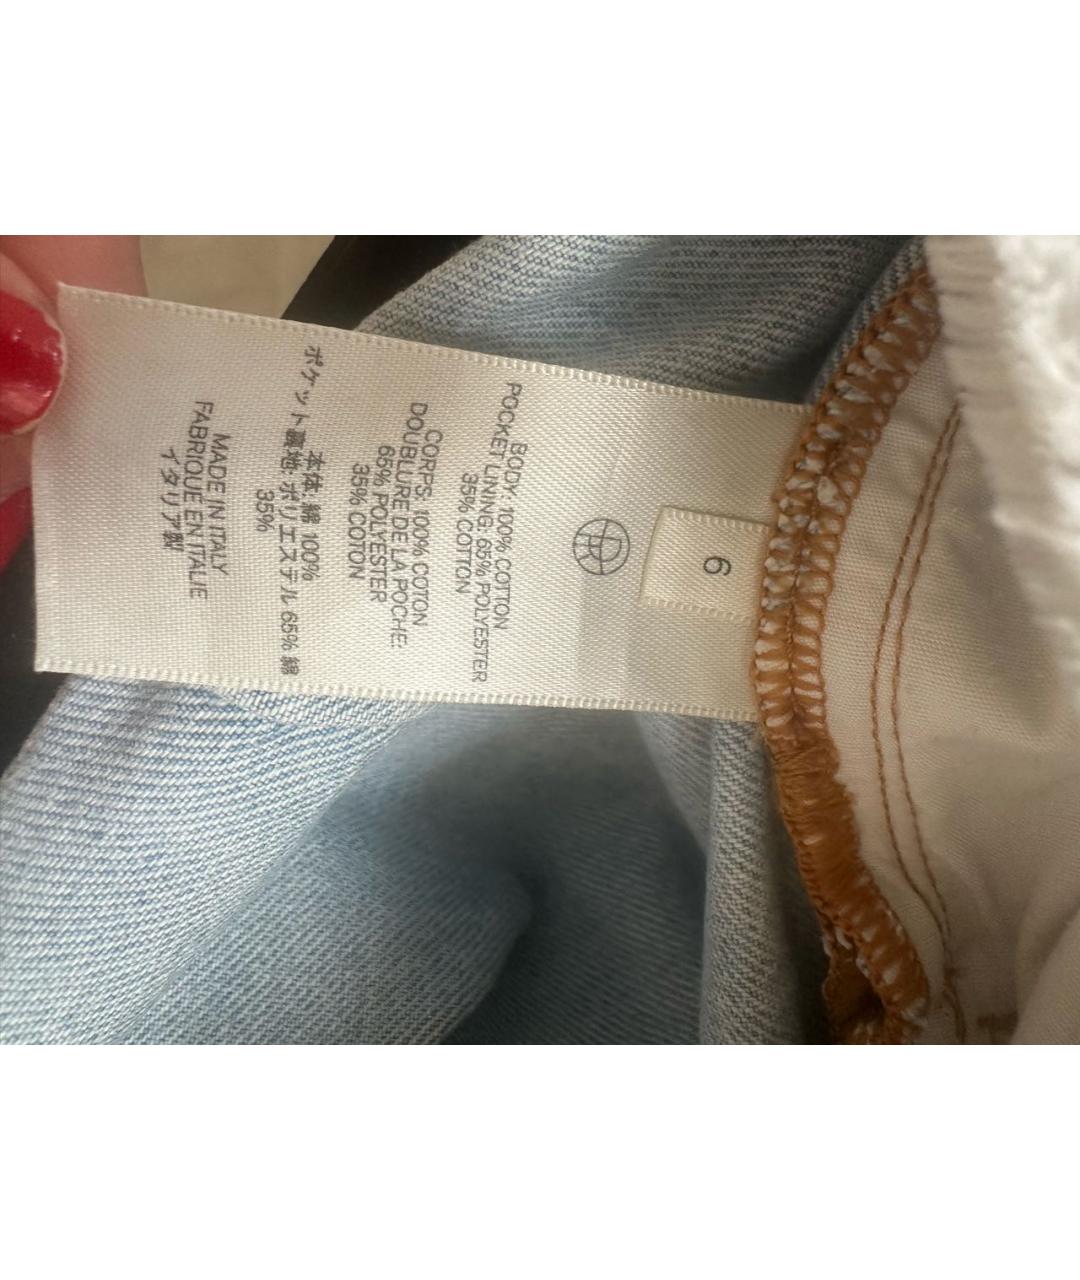 6
BODY: 100% COTTON
POCKET LINING: 65% POLYESTER
35% COTTON
CORPS: 100% COTON
DOUBLURE DE LA POCHE:
65% POLYESTER
35% COTON
本体: 綿 100%
ポケット裏地: ポリエステル 65% 綿
35%
MADE IN ITALY
FABRIQUE EN ITALIE
イタリア製